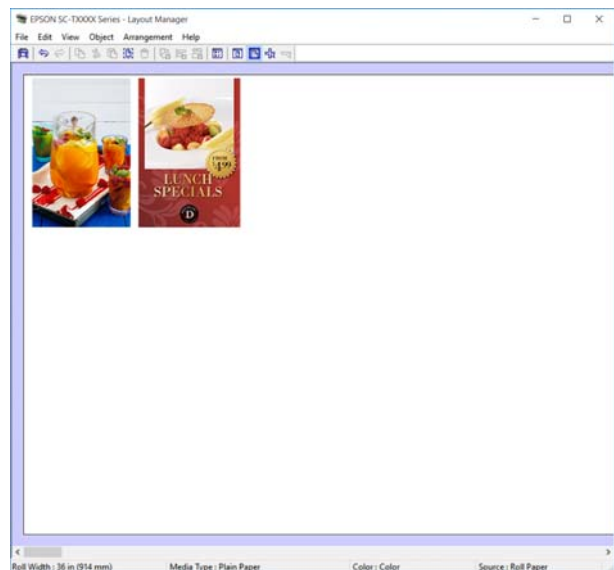 EPSON SC-TXXXX Series - Layout Manager
File Edit View Object Arrangement Help
FROM
$4.99
LUNCH
SPECIALS
D
Roll Width : 36 in (914 mm) Media Type : Plain Paper Color : Color Source : Roll Paper